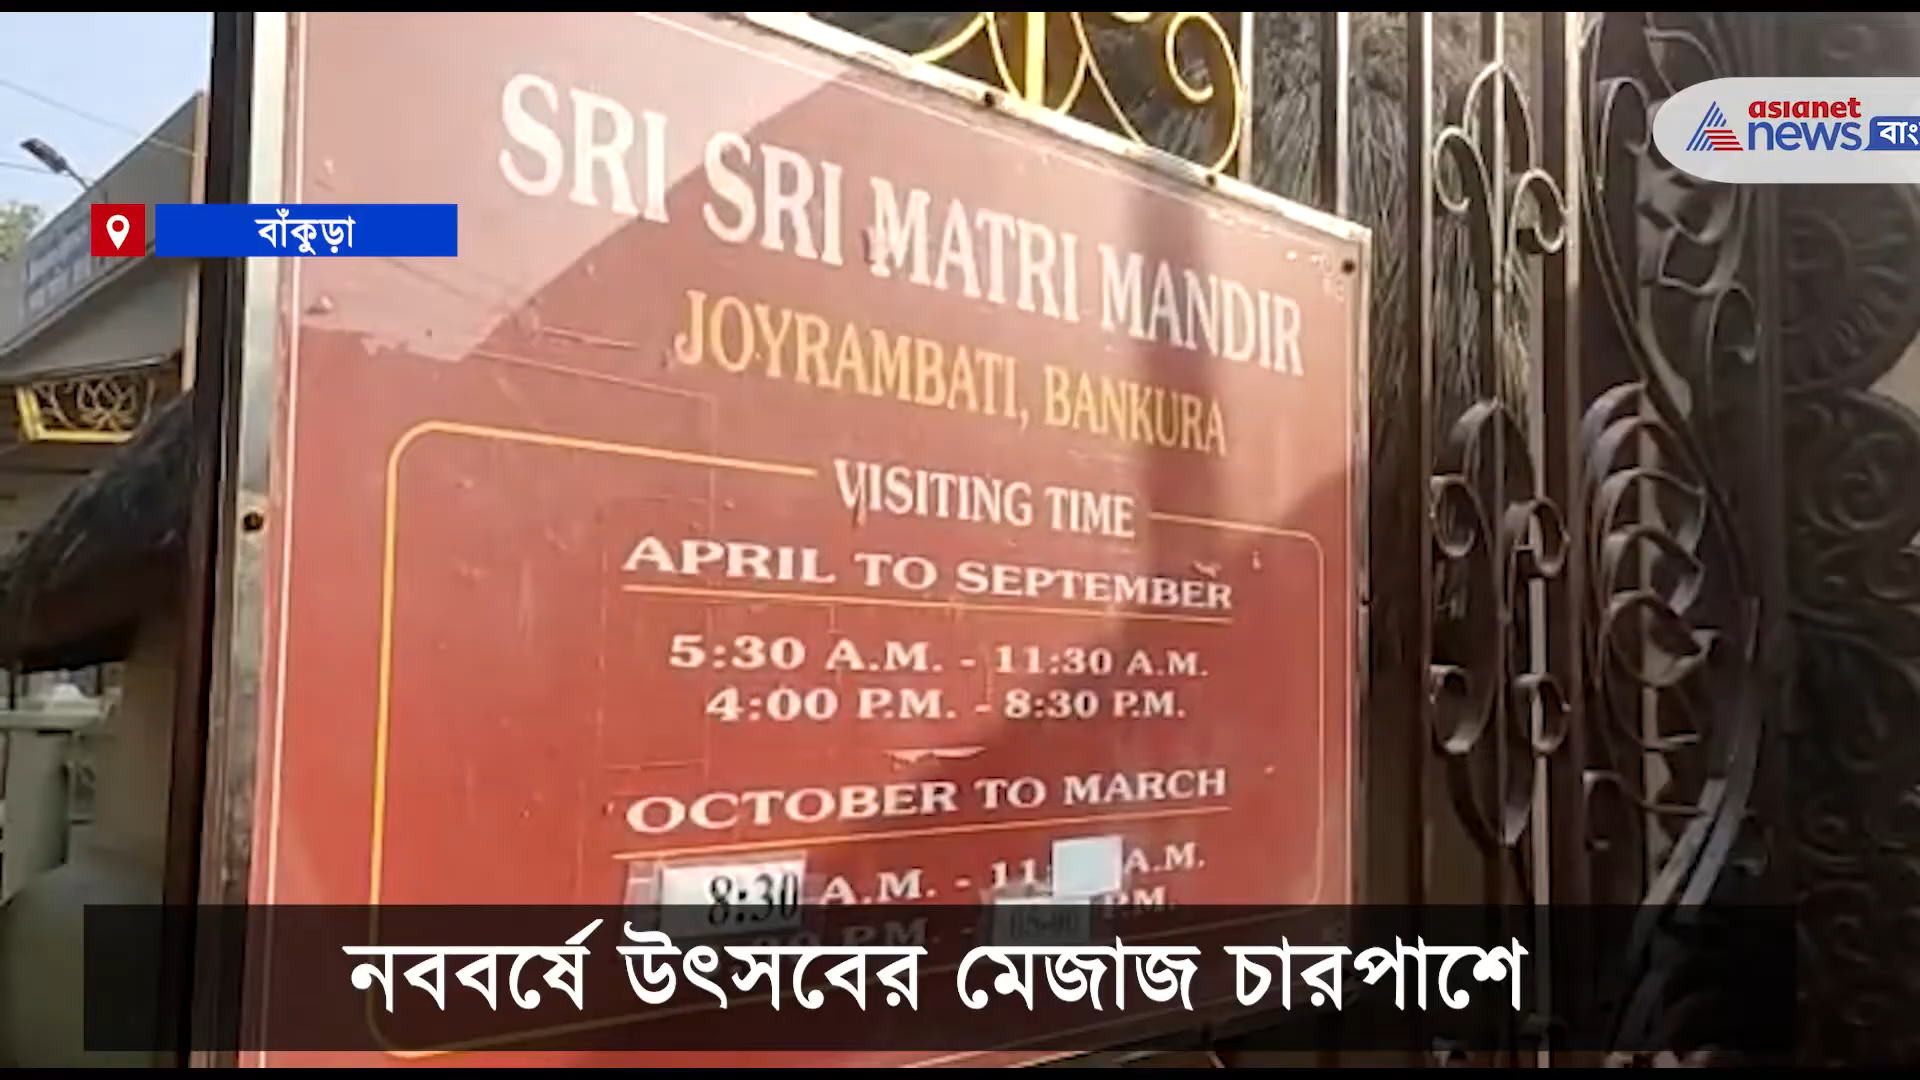 asianet
news
বাঁকুড়া
SRI SRI MATRI MANDIR
JOYRAMBATI, BANKURA
VISITING TIME
APRIL TO SEPTEMBER
5:30 A.M. - 11:30 A.M.
4:00 P.M. - 8:30 P.M.
OCTOBER TO MARCH
8:30 A.M. - 11: A.M.
P.M. - P.M.
নববর্ষে উৎসবের মেজাজ চারপাশে